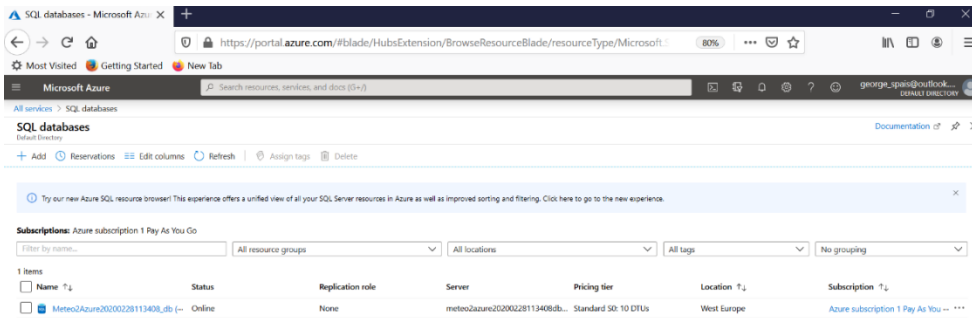 SQL databases - Microsoft Azu
https://portal.azure.com/#blade/HubsExtension/BrowseResourceBlade/resourceType/Microsoft.S 80%
Most Visited Getting Started New Tab
Microsoft Azure Search resources, services, and docs (G+/) george_spais@outlook....
DEFAULT DIRECTORY
All services > SQL databases
SQL databases Documentation
Default Directory
Add Reservations Edit columns Refresh Assign tags Delete
Try our new Azure SQL resource browser! This experience offers a unified view of all your SQL Server resources in Azure as well as improved sorting and filtering. Click here to go to the new experience.
Subscriptions: Azure subscription 1 Pay As You Go
Filter by name... All resource groups All locations All tags No grouping
1 items
Name ↑↓ Status Replication role Server Pricing tier Location ↑↓ Subscription ↑↓
Meteo2Azure20200228113408_db (-- Online None meteo2azure20200228113408db... Standard S0: 10 DTUs West Europe Azure subscription 1 Pay As You -- ...